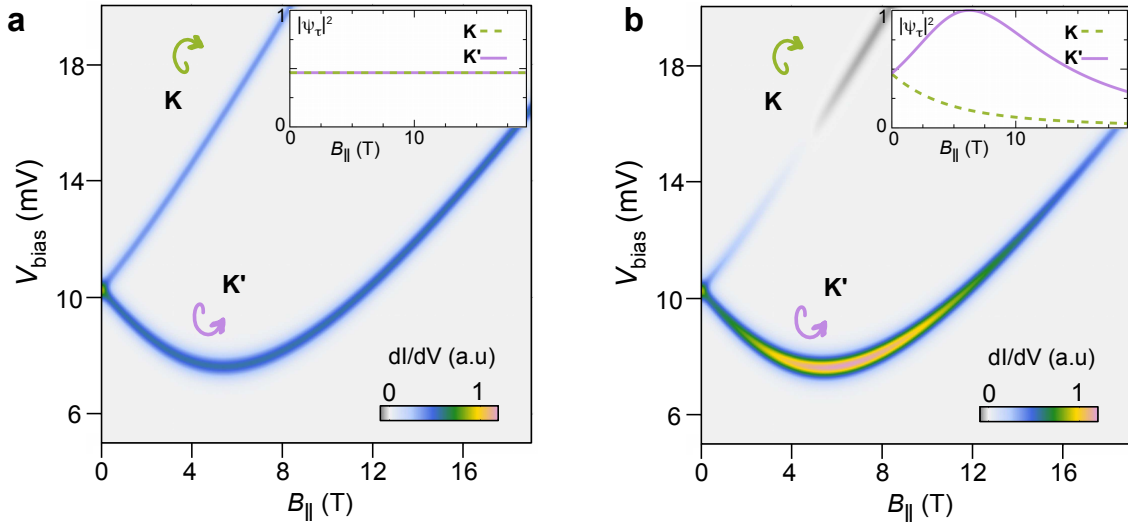 a
|ψτ|²
K
K'
1
0
0
10
B|| (T)
K
K'
18
14
10
6
Vbias (mV)
dI/dV (a.u)
0
1
0
4
8
12
16
B|| (T)
b
|ψτ|²
K
K'
1
0
0
10
B|| (T)
K
K'
18
14
10
6
Vbias (mV)
dI/dV (a.u)
0
1
0
4
8
12
16
B|| (T)